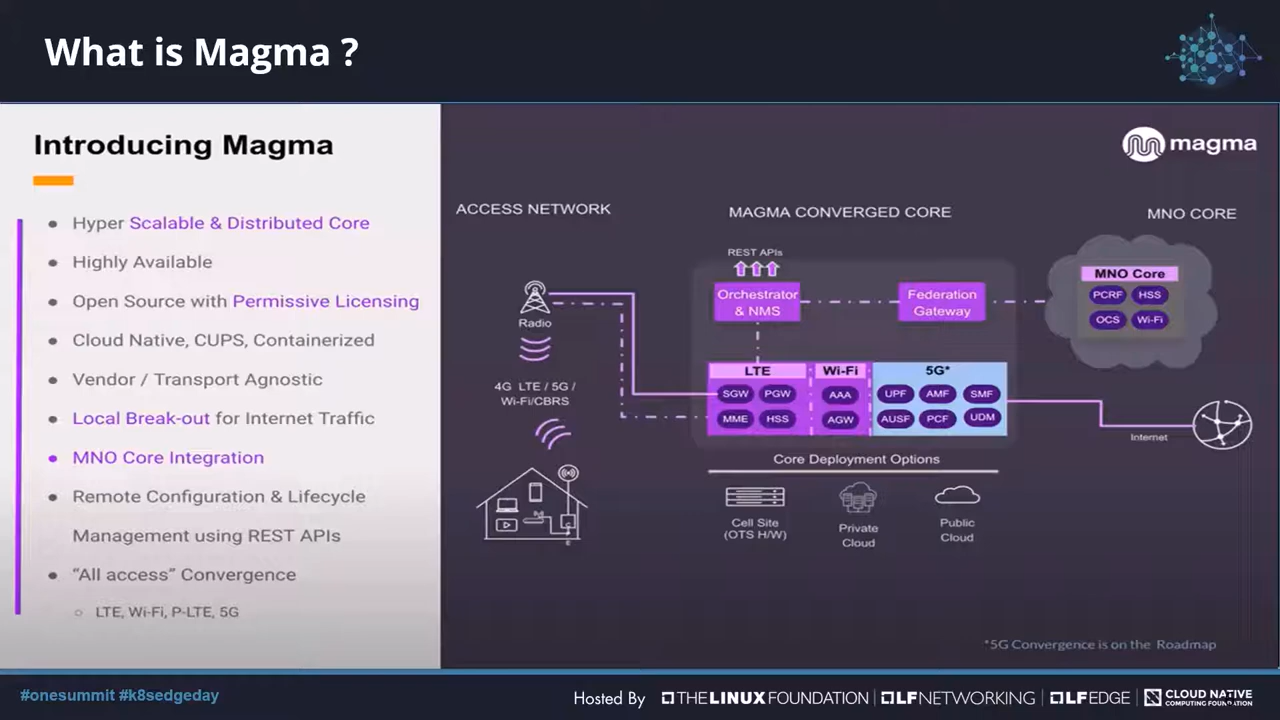 What is Magma ?
Introducing Magma
Hyper Scalable & Distributed Core
Highly Available
Open Source with Permissive Licensing
Cloud Native, CUPS, Containerized
Vendor / Transport Agnostic
Local Break-out for Internet Traffic
MNO Core Integration
Remote Configuration & Lifecycle
Management using REST APIs
“All access” Convergence
LTE, Wi-Fi, P-LTE, 5G
magma
ACCESS NETWORK
MAGMA CONVERGED CORE
MNO CORE
REST APIs
Orchestrator
& NMS
Federation
Gateway
MNO Core
PCRF HSS
OCS Wi-Fi
Radio
4G LTE / 5G /
Wi-Fi/CBRS
LTE Wi-Fi 5G*
SGW PGW AAA UPF AMF SMF
MME HSS AGW AUSF PCF UDM
Internet
Core Deployment Options
Cell Site
(OTS H/W)
Private
Cloud
Public
Cloud
*5G Convergence is on the Roadmap
#onesummit #k8sedgeday
Hosted By THE LINUX FOUNDATION LF NETWORKING LF EDGE CLOUD NATIVE
COMPUTING FOUNDATION